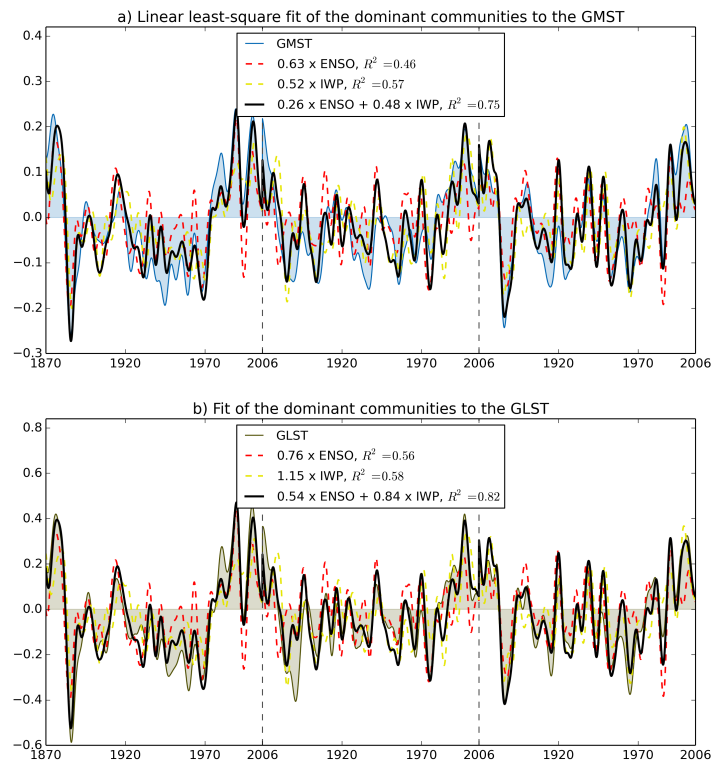 a) Linear least-square fit of the dominant communities to the GMST
0.4
GMST
0.63 x ENSO, R² =0.46
0.3
0.52 x IWP, R² =0.57
0.26 x ENSO + 0.48 x IWP, R² =0.75
0.2
0.1
0.0
−0.1
−0.2
−0.3
1870 1920 1970 2006 1920 1970 2006 1920 1970 2006
b) Fit of the dominant communities to the GLST
0.8
GLST
0.76 x ENSO, R² =0.56
0.6
1.15 x IWP, R² =0.58
0.54 x ENSO + 0.84 x IWP, R² =0.82
0.4
0.2
0.0
−0.2
−0.4
−0.6
1870 1920 1970 2006 1920 1970 2006 1920 1970 2006